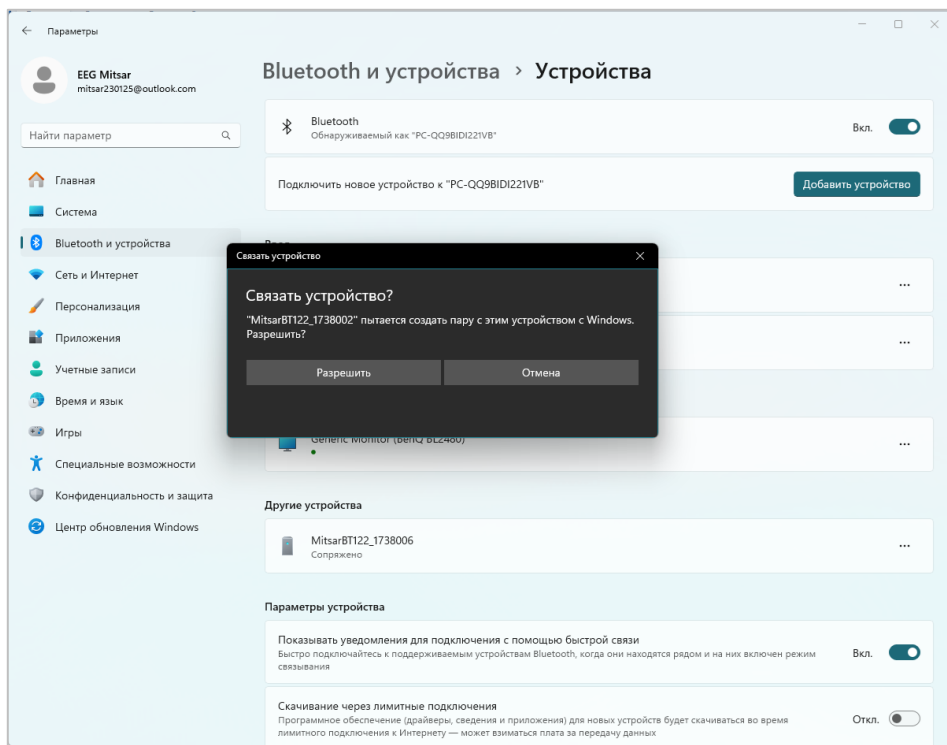 Параметры
EEG Mitsar
mitsar230125@outlook.com
Найти параметр
Главная
Система
Bluetooth и устройства
Сеть и Интернет
Персонализация
Приложения
Учетные записи
Время и язык
Игры
Специальные возможности
Конфиденциальность и защита
Центр обновления Windows
Bluetooth и устройства > Устройства
Bluetooth
Обнаруживаемый как "PC-QQ9BIDI221VB"
Вкл.
Подключить новое устройство к "PC-QQ9BIDI221VB"
Добавить устройство
Связать устройство
Связать устройство?
"MitsarBT122_1738002" пытается создать пару с этим устройством с Windows.
Разрешить?
Разрешить
Отмена
Generic Monitor (BenQ BL2480)
Другие устройства
MitsarBT122_1738006
Сопряжено
Параметры устройства
Показывать уведомления для подключения с помощью быстрой связи
Быстро подключайтесь к поддерживаемым устройствам Bluetooth, когда они находятся рядом и на них включен режим
связывания
Вкл.
Скачивание через лимитные подключения
Программное обеспечение (драйверы, сведения и приложения) для новых устройств будет скачиваться во время
лимитного подключения к Интернету — может взиматься плата за передачу данных
Откл.